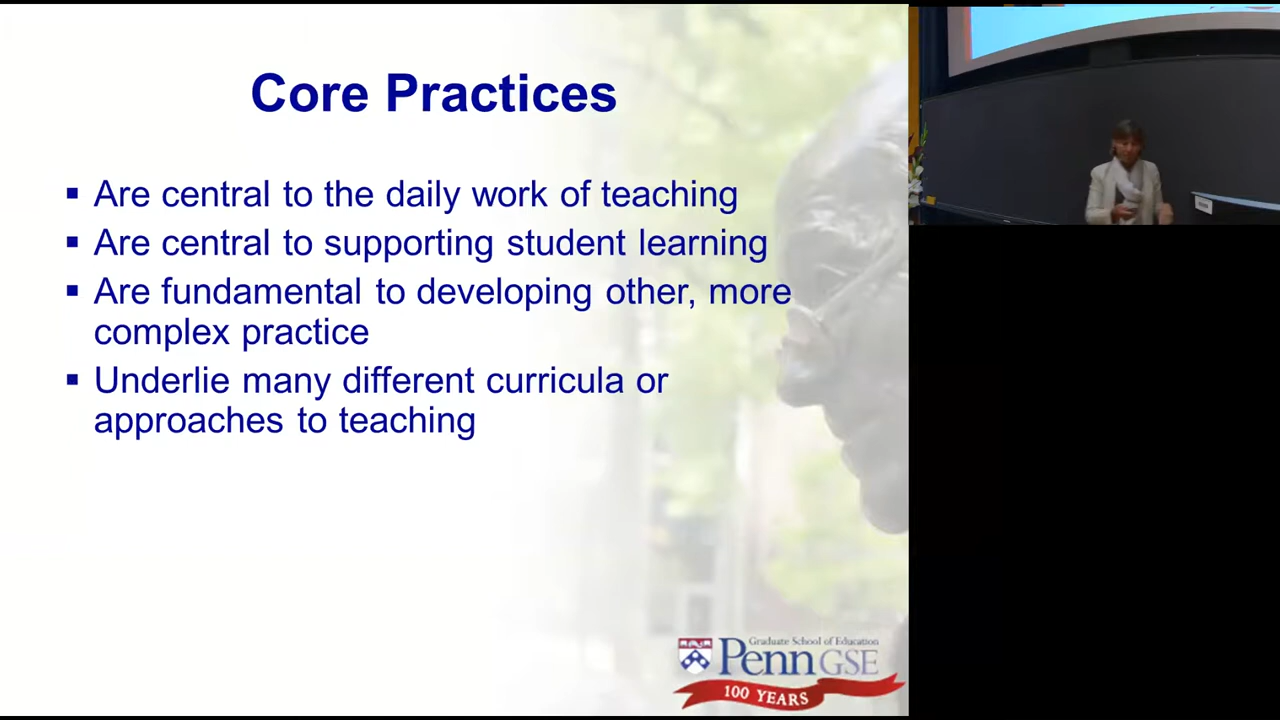 Core Practices
▪ Are central to the daily work of teaching
▪ Are central to supporting student learning
▪ Are fundamental to developing other, more
complex practice
▪ Underlie many different curricula or
approaches to teaching
Graduate School of Education
Penn GSE
100 YEARS